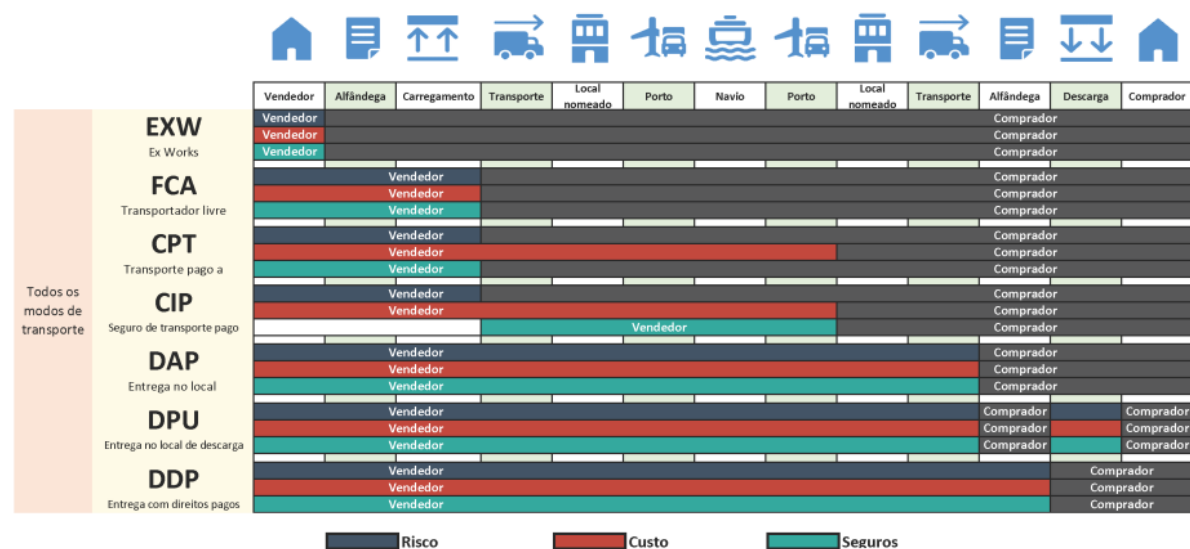 Vendedor Alfândega Carregamento Transporte Local nomeado Porto Navio Porto Local nomeado Transporte Alfândega Descarga Comprador
Todos os
modos de
transporte
EXW
Ex Works
Vendedor Comprador
Vendedor Comprador
Vendedor Comprador
FCA
Transportador livre
Vendedor Comprador
Vendedor Comprador
Vendedor Comprador
CPT
Transporte pago a
Vendedor Comprador
Vendedor Comprador
Vendedor Comprador
CIP
Seguro de transporte pago
Vendedor Comprador
Vendedor Comprador
Vendedor Comprador
DAP
Entrega no local
Vendedor Comprador
Vendedor Comprador
Vendedor Comprador
DPU
Entrega no local de descarga
Vendedor Comprador Comprador
Vendedor Comprador Comprador
Vendedor Comprador Comprador
DDP
Entrega com direitos pagos
Vendedor Comprador
Vendedor Comprador
Vendedor Comprador
Risco Custo Seguros